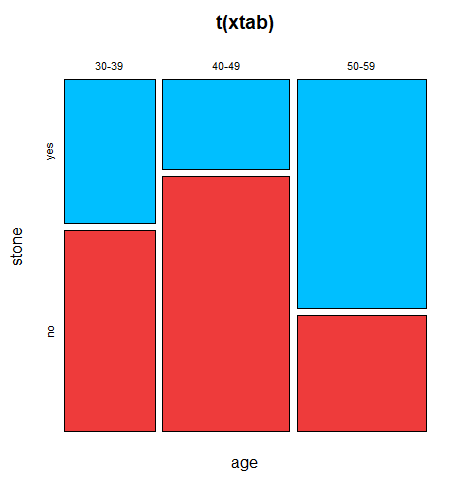 t(xtab)
30-39 40-49 50-59
yes
stone
no
age